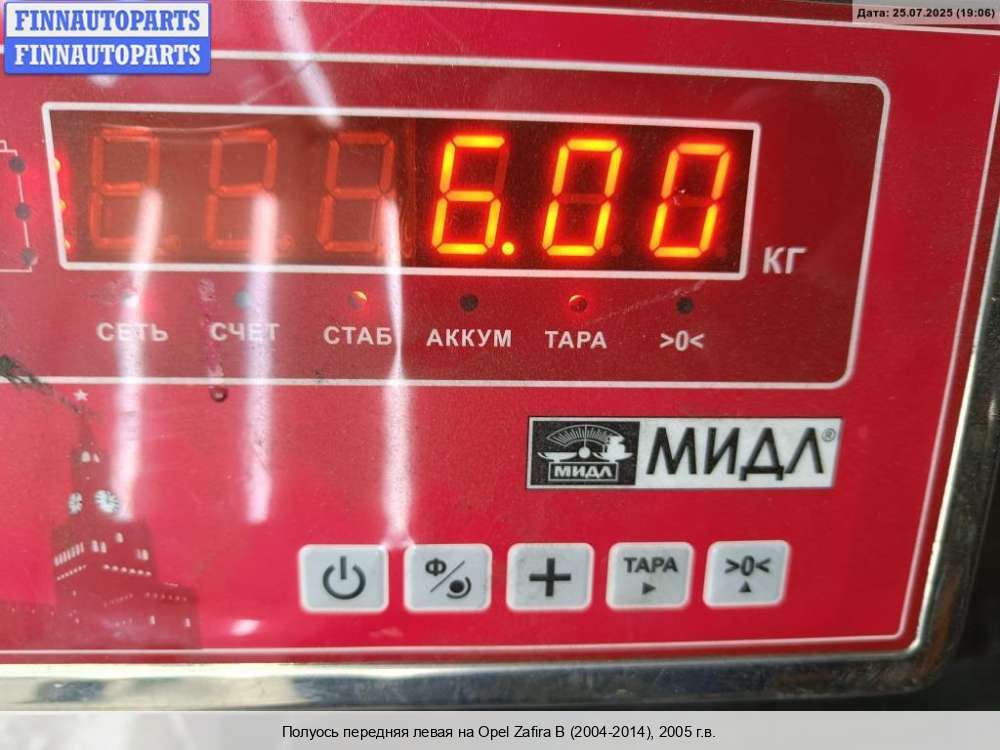 FINNAUTOPARTS
FINNAUTOPARTS
Дата: 25.07.2025 (19:06)
6.00
КГ
СЕТЬ СЧЕТ СТАБ АККУМ ТАРА >0<
МИДЛ МИДЛ®
Ф + ТАРА >0<
Полуось передняя левая на Opel Zafira B (2004-2014), 2005 г.в.